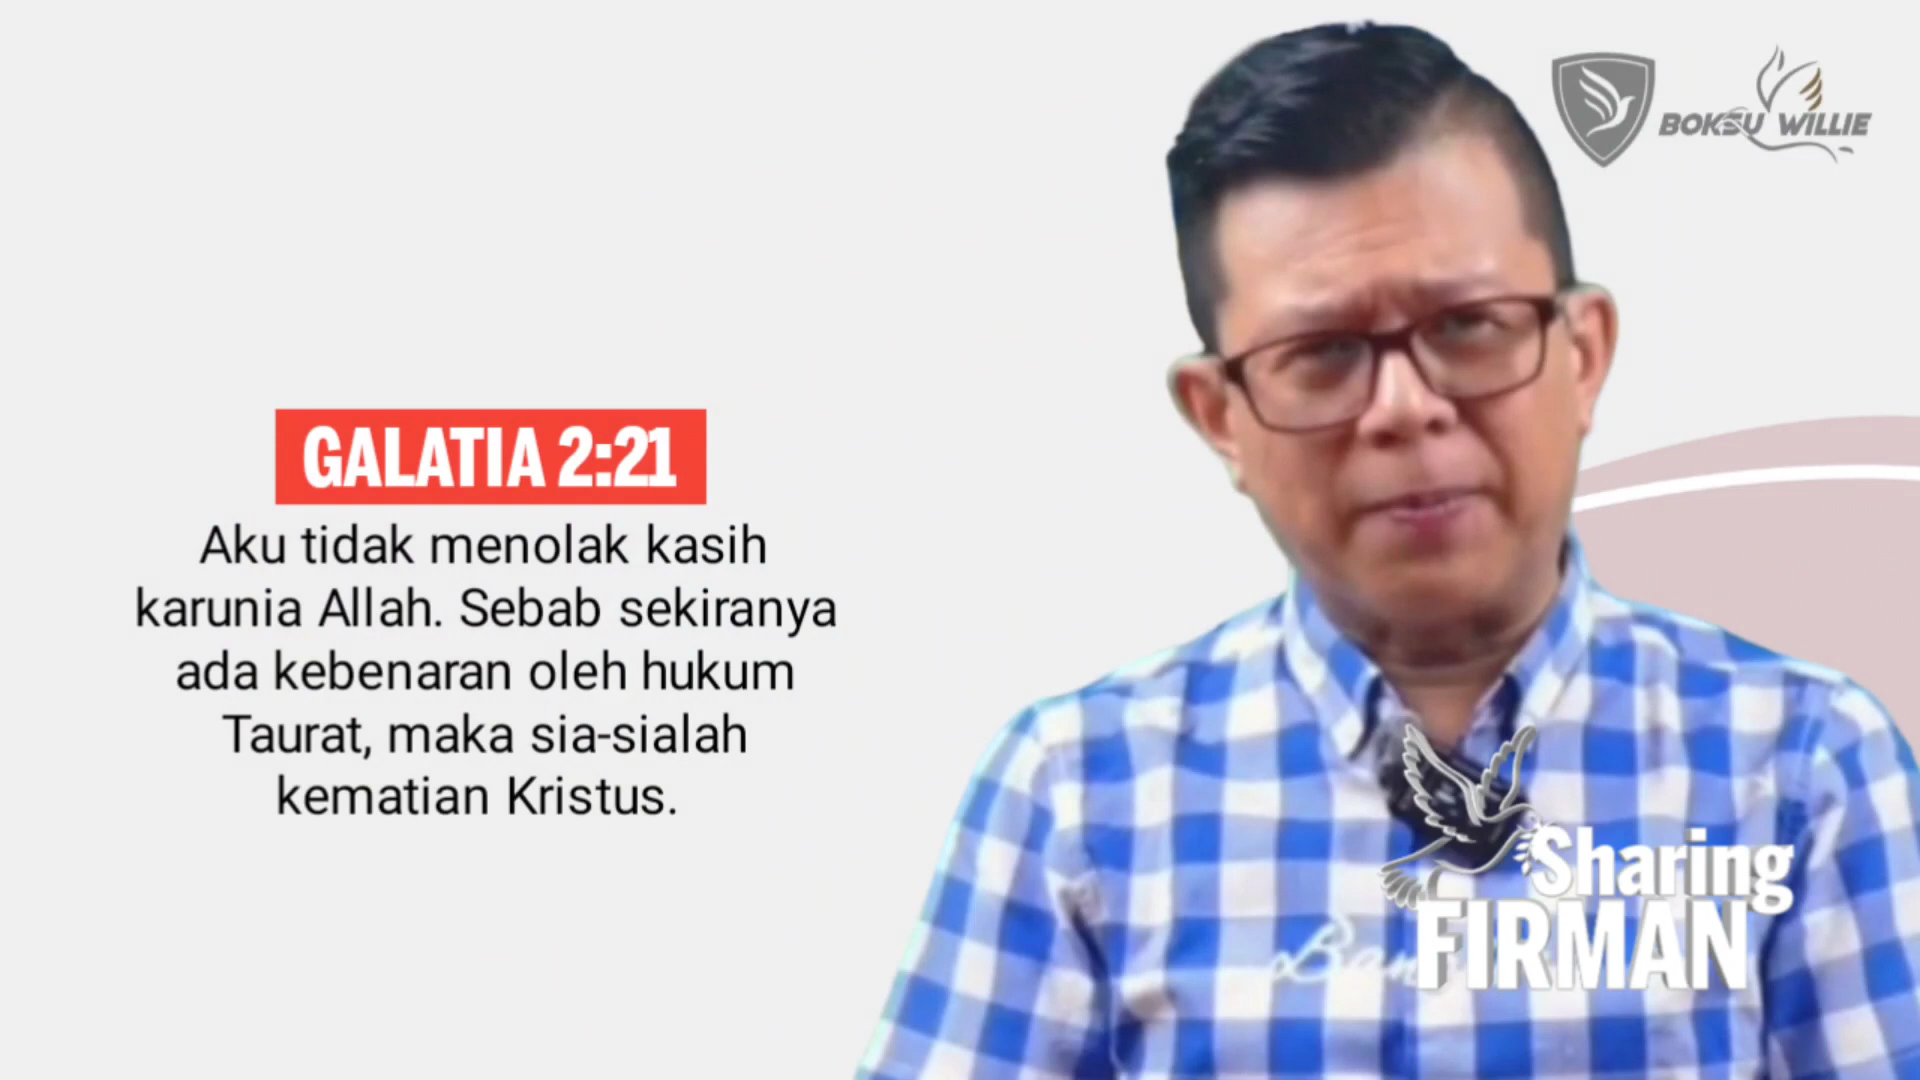 BOKSU WILLIE
GALATIA 2:21
Aku tidak menolak kasih
karunia Allah. Sebab sekiranya
ada kebenaran oleh hukum
Taurat, maka sia-sialah
kematian Kristus.
Sharing
FIRMAN